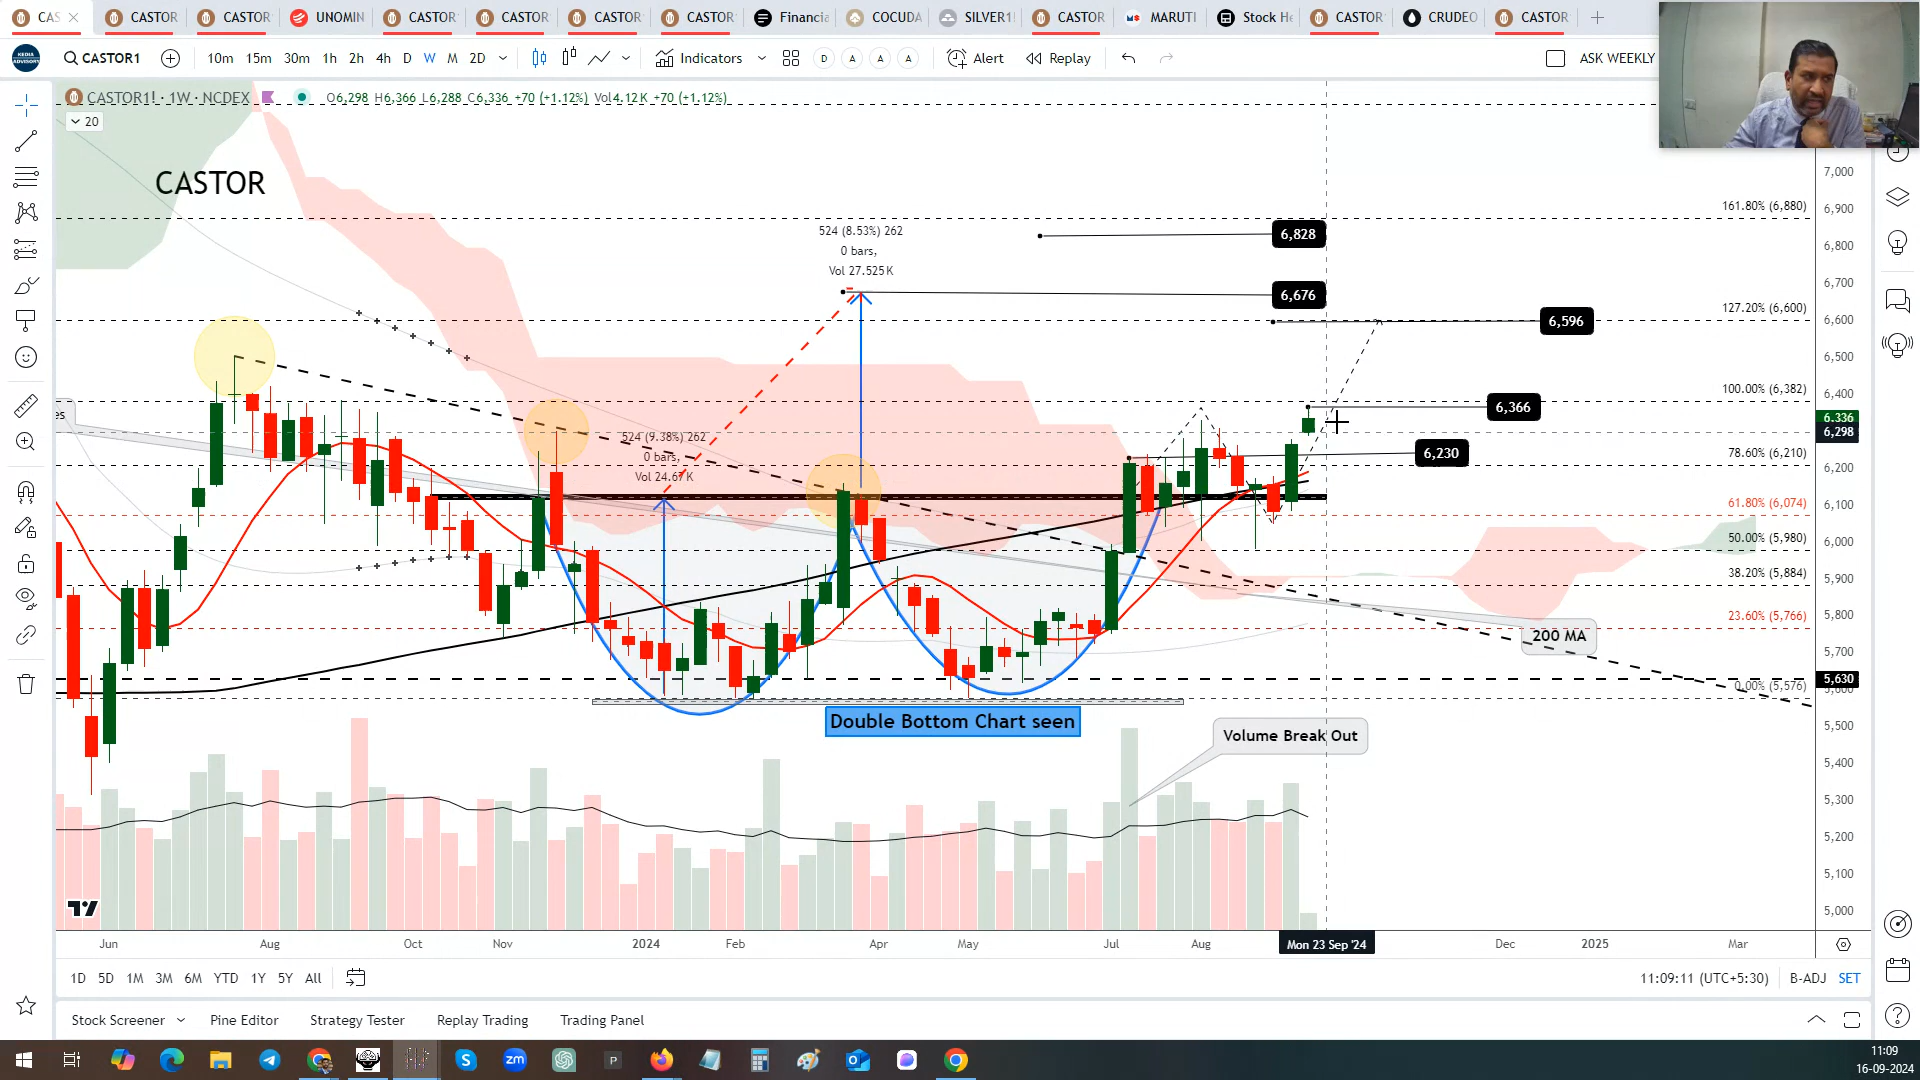 CAS
CASTOR
CASTOR
UNOMIN
CASTOR
CASTOR
CASTOR
CASTOR
Financia
COCUDA
SILVER1!
CASTOR
MARUTI
Stock He
CASTOR
CRUDEO
CASTOR
CASTOR1
10m 15m 30m 1h 2h 4h D W M 2D
Indicators
D A A A
Alert
Replay
ASK WEEKLY
CASTOR1! · 1W · NCDEX
O6,298 H6,366 L6,288 C6,336 +70 (+1.12%) Vol4.12K +70 (+1.12%)
20
CASTOR
7,000
161.80% (6,880)
6,900
524 (8.53%) 262
0 bars,
Vol 27.525K
6,828
6,800
6,700
6,676
127.20% (6,600)
6,596
6,600
6,500
100.00% (6,382)
6,400
6,366
es
6,336
6,298
524 (9.38%) 262
0 bars,
Vol 24.67K
6,230
78.60% (6,210)
6,200
61.80% (6,074)
6,100
50.00% (5,980)
6,000
38.20% (5,884)
5,900
23.60% (5,766)
5,800
200 MA
5,700
5,630
0.00% (5,576)
Double Bottom Chart seen
5,500
Volume Break Out
5,400
5,300
5,200
5,100
5,000
Jun Aug Oct Nov 2024 Feb Apr May Jul Aug Mon 23 Sep '24 Dec 2025 Mar
1D 5D 1M 3M 6M YTD 1Y 5Y All
11:09:11 (UTC+5:30) B-ADJ SET
Stock Screener Pine Editor Strategy Tester Replay Trading Trading Panel
zm
P
11:09
16-09-2024